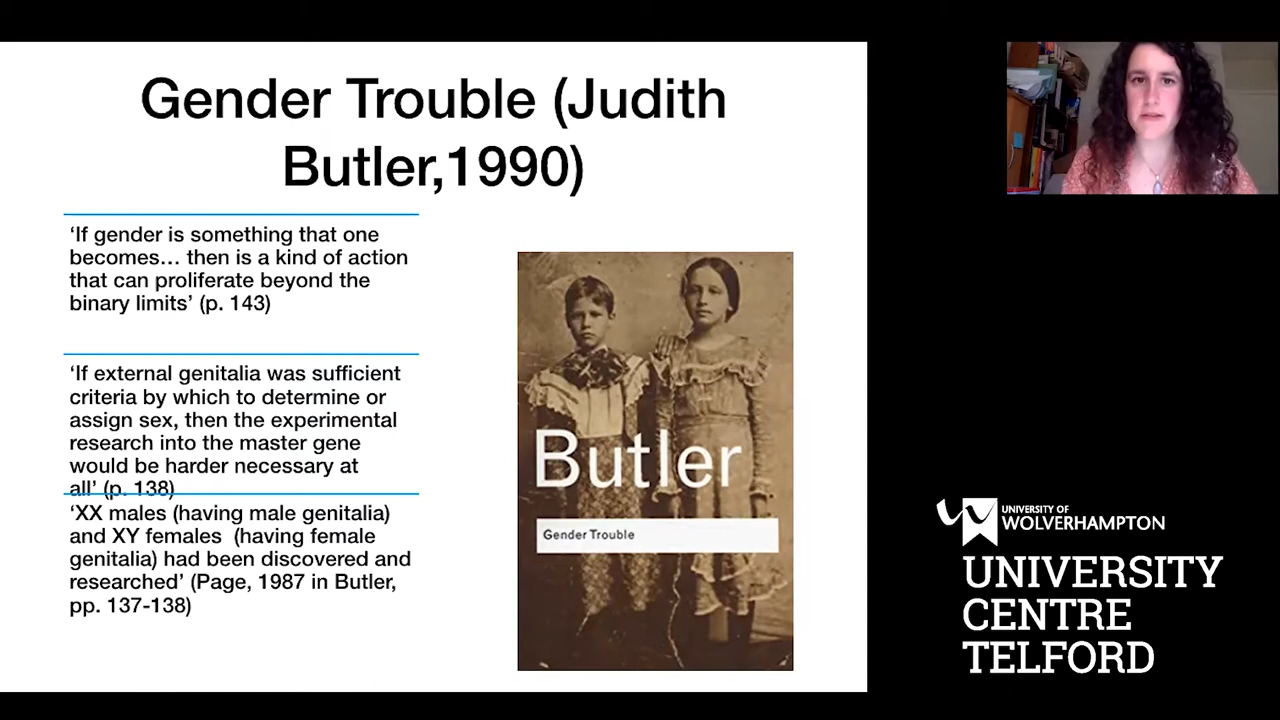 Gender Trouble (Judith
Butler,1990)
‘If gender is something that one
becomes… then is a kind of action
that can proliferate beyond the
binary limits’ (p. 143)
‘If external genitalia was sufficient
criteria by which to determine or
assign sex, then the experimental
research into the master gene
would be harder necessary at
all’ (p. 138)
‘XX males (having male genitalia)
and XY females  (having female
genitalia) had been discovered and
researched’ (Page, 1987 in Butler,
pp. 137-138)
Butler
Gender Trouble
UNIVERSITY OF
WOLVERHAMPTON
UNIVERSITY
CENTRE
TELFORD